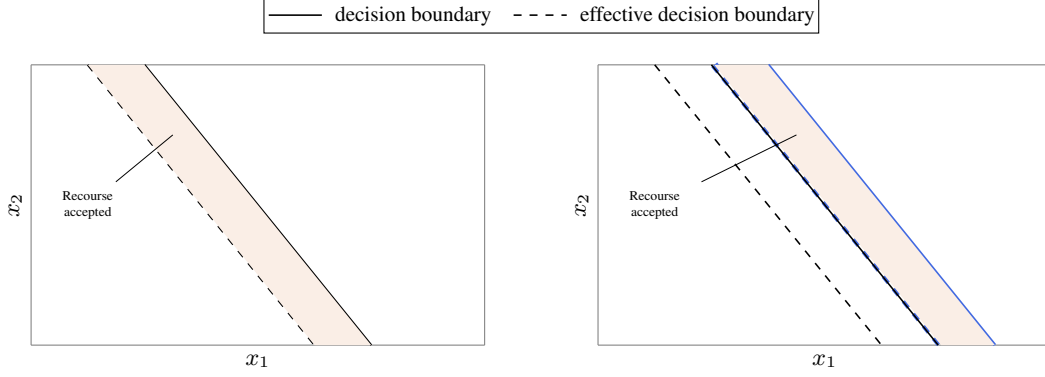 decision boundary effective decision boundary
Recourse
accepted
x2
x1
Recourse
accepted
x2
x1